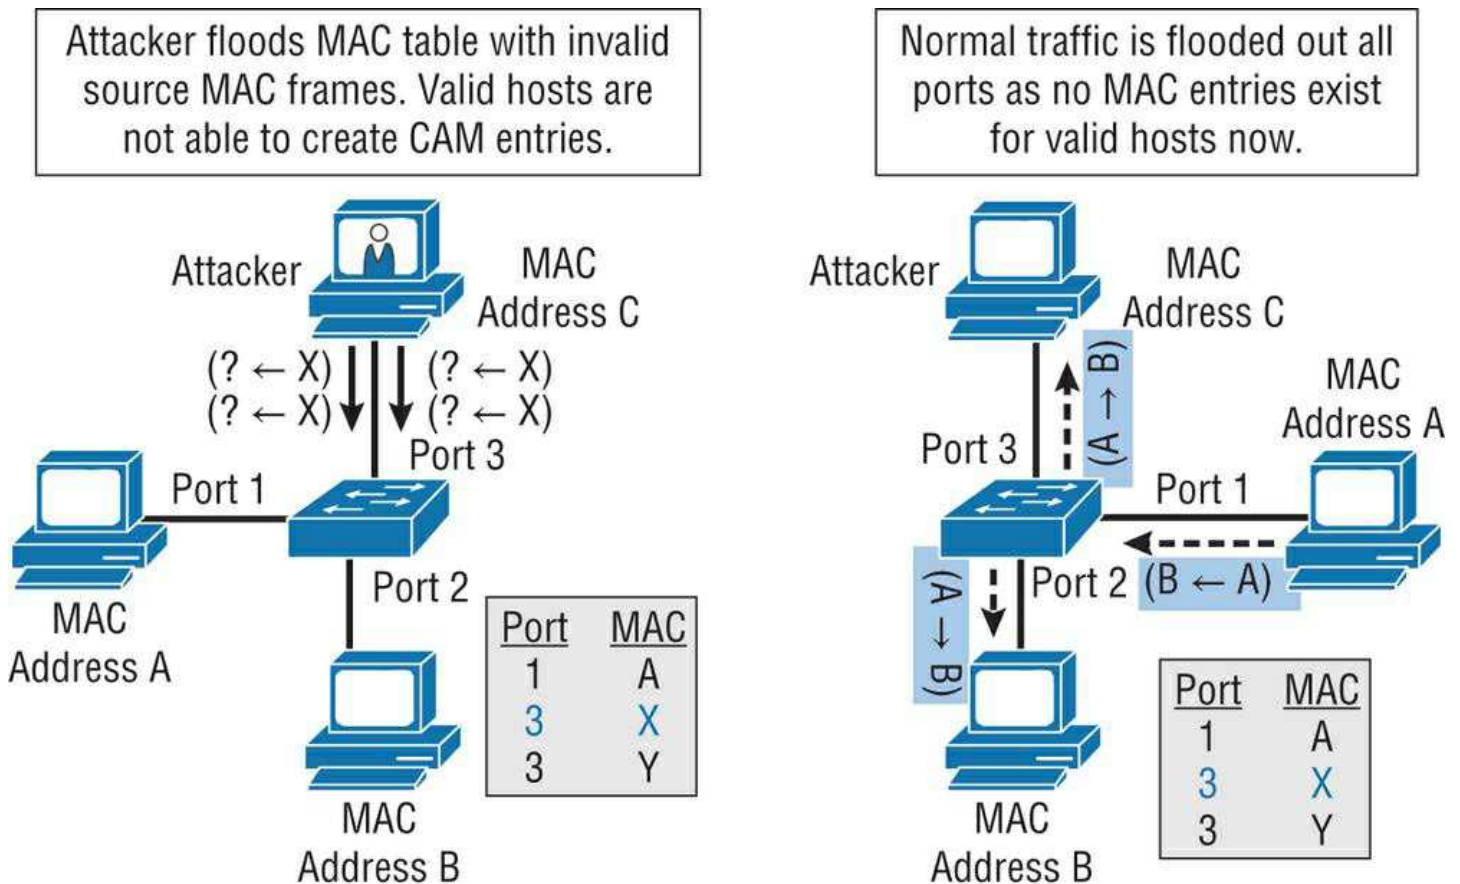 Attacker floods MAC table with invalid
source MAC frames. Valid hosts are
not able to create CAM entries.
Attacker
MAC
Address C
(? ← X) (? ← X)
(? ← X) (? ← X)
Port 3
Port 1
MAC
Address A
Port 2
Port MAC
1 A
3 X
3 Y
MAC
Address B
Normal traffic is flooded out all
ports as no MAC entries exist
for valid hosts now.
Attacker
MAC
Address C
(A → B)
MAC
Address A
Port 3
Port 1
(A → B)
Port 2
(B ← A)
Port MAC
1 A
3 X
3 Y
MAC
Address B